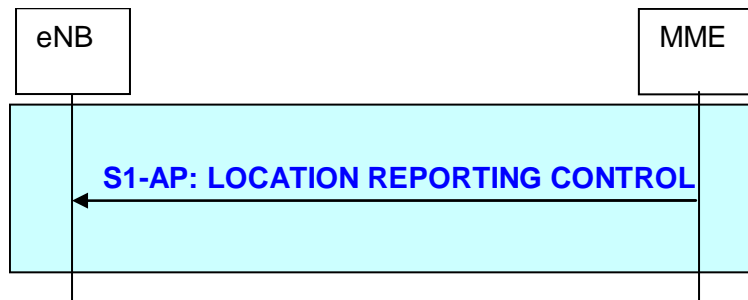 eNB
MME
S1-AP: LOCATION REPORTING CONTROL